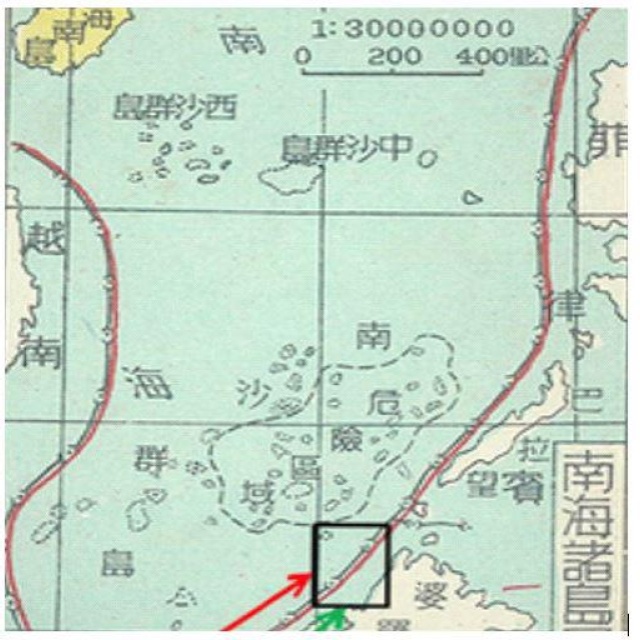 海南島
南海
1:30000000
0 200 400公里
西沙群島
中沙群島
菲律賓
越南
南沙群島
危險區域
巴拉望
婆羅
南海諸島